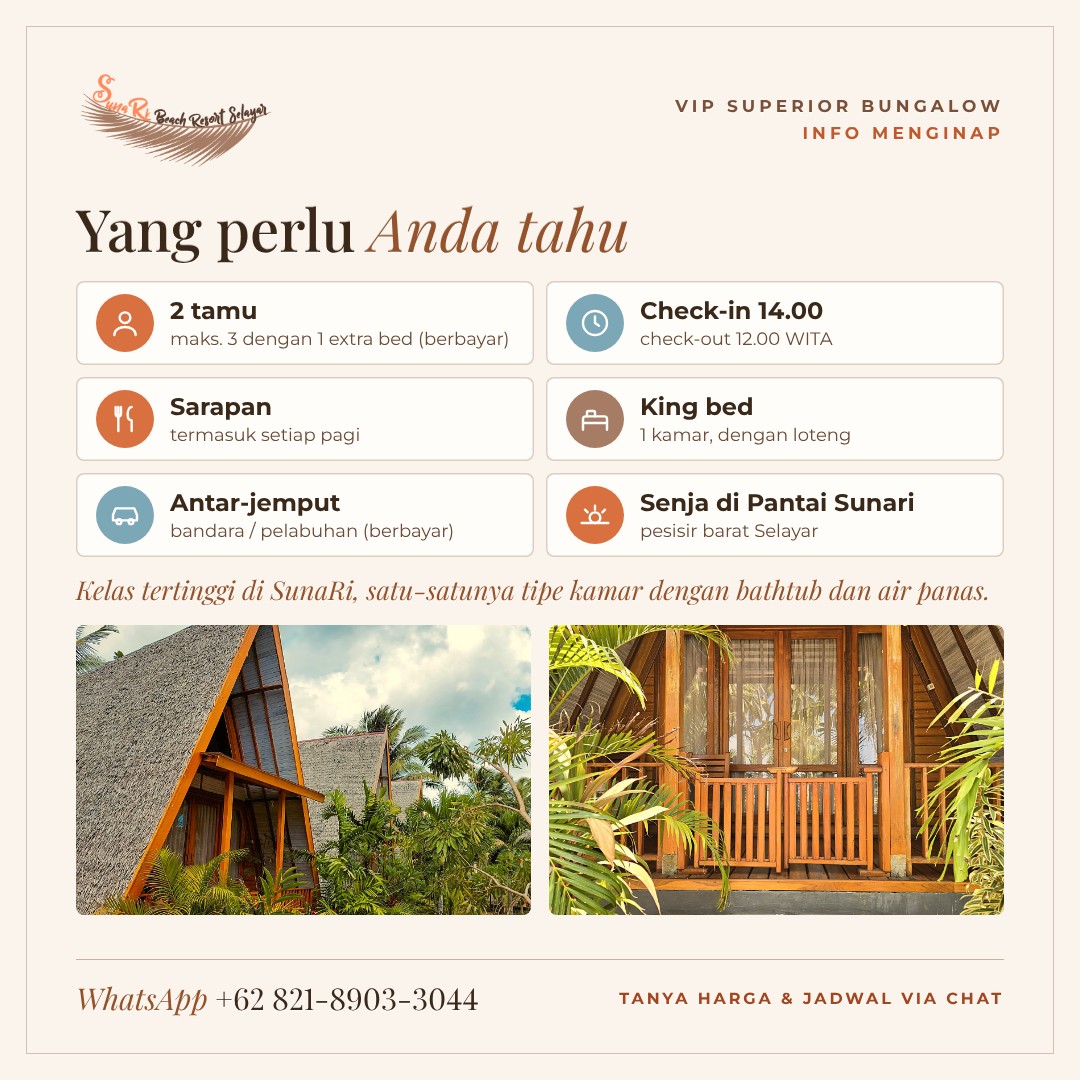 SunaRi Beach Resort Selayar
VIP SUPERIOR BUNGALOW
INFO MENGINAP
Yang perlu Anda tahu
2 tamu
maks. 3 dengan 1 extra bed (berbayar)
Check-in 14.00
check-out 12.00 WITA
Sarapan
termasuk setiap pagi
King bed
1 kamar, dengan loteng
Antar-jemput
bandara / pelabuhan (berbayar)
Senja di Pantai Sunari
pesisir barat Selayar
Kelas tertinggi di SunaRi, satu-satunya tipe kamar dengan bathtub dan air panas.
WhatsApp +62 821-8903-3044
TANYA HARGA & JADWAL VIA CHAT